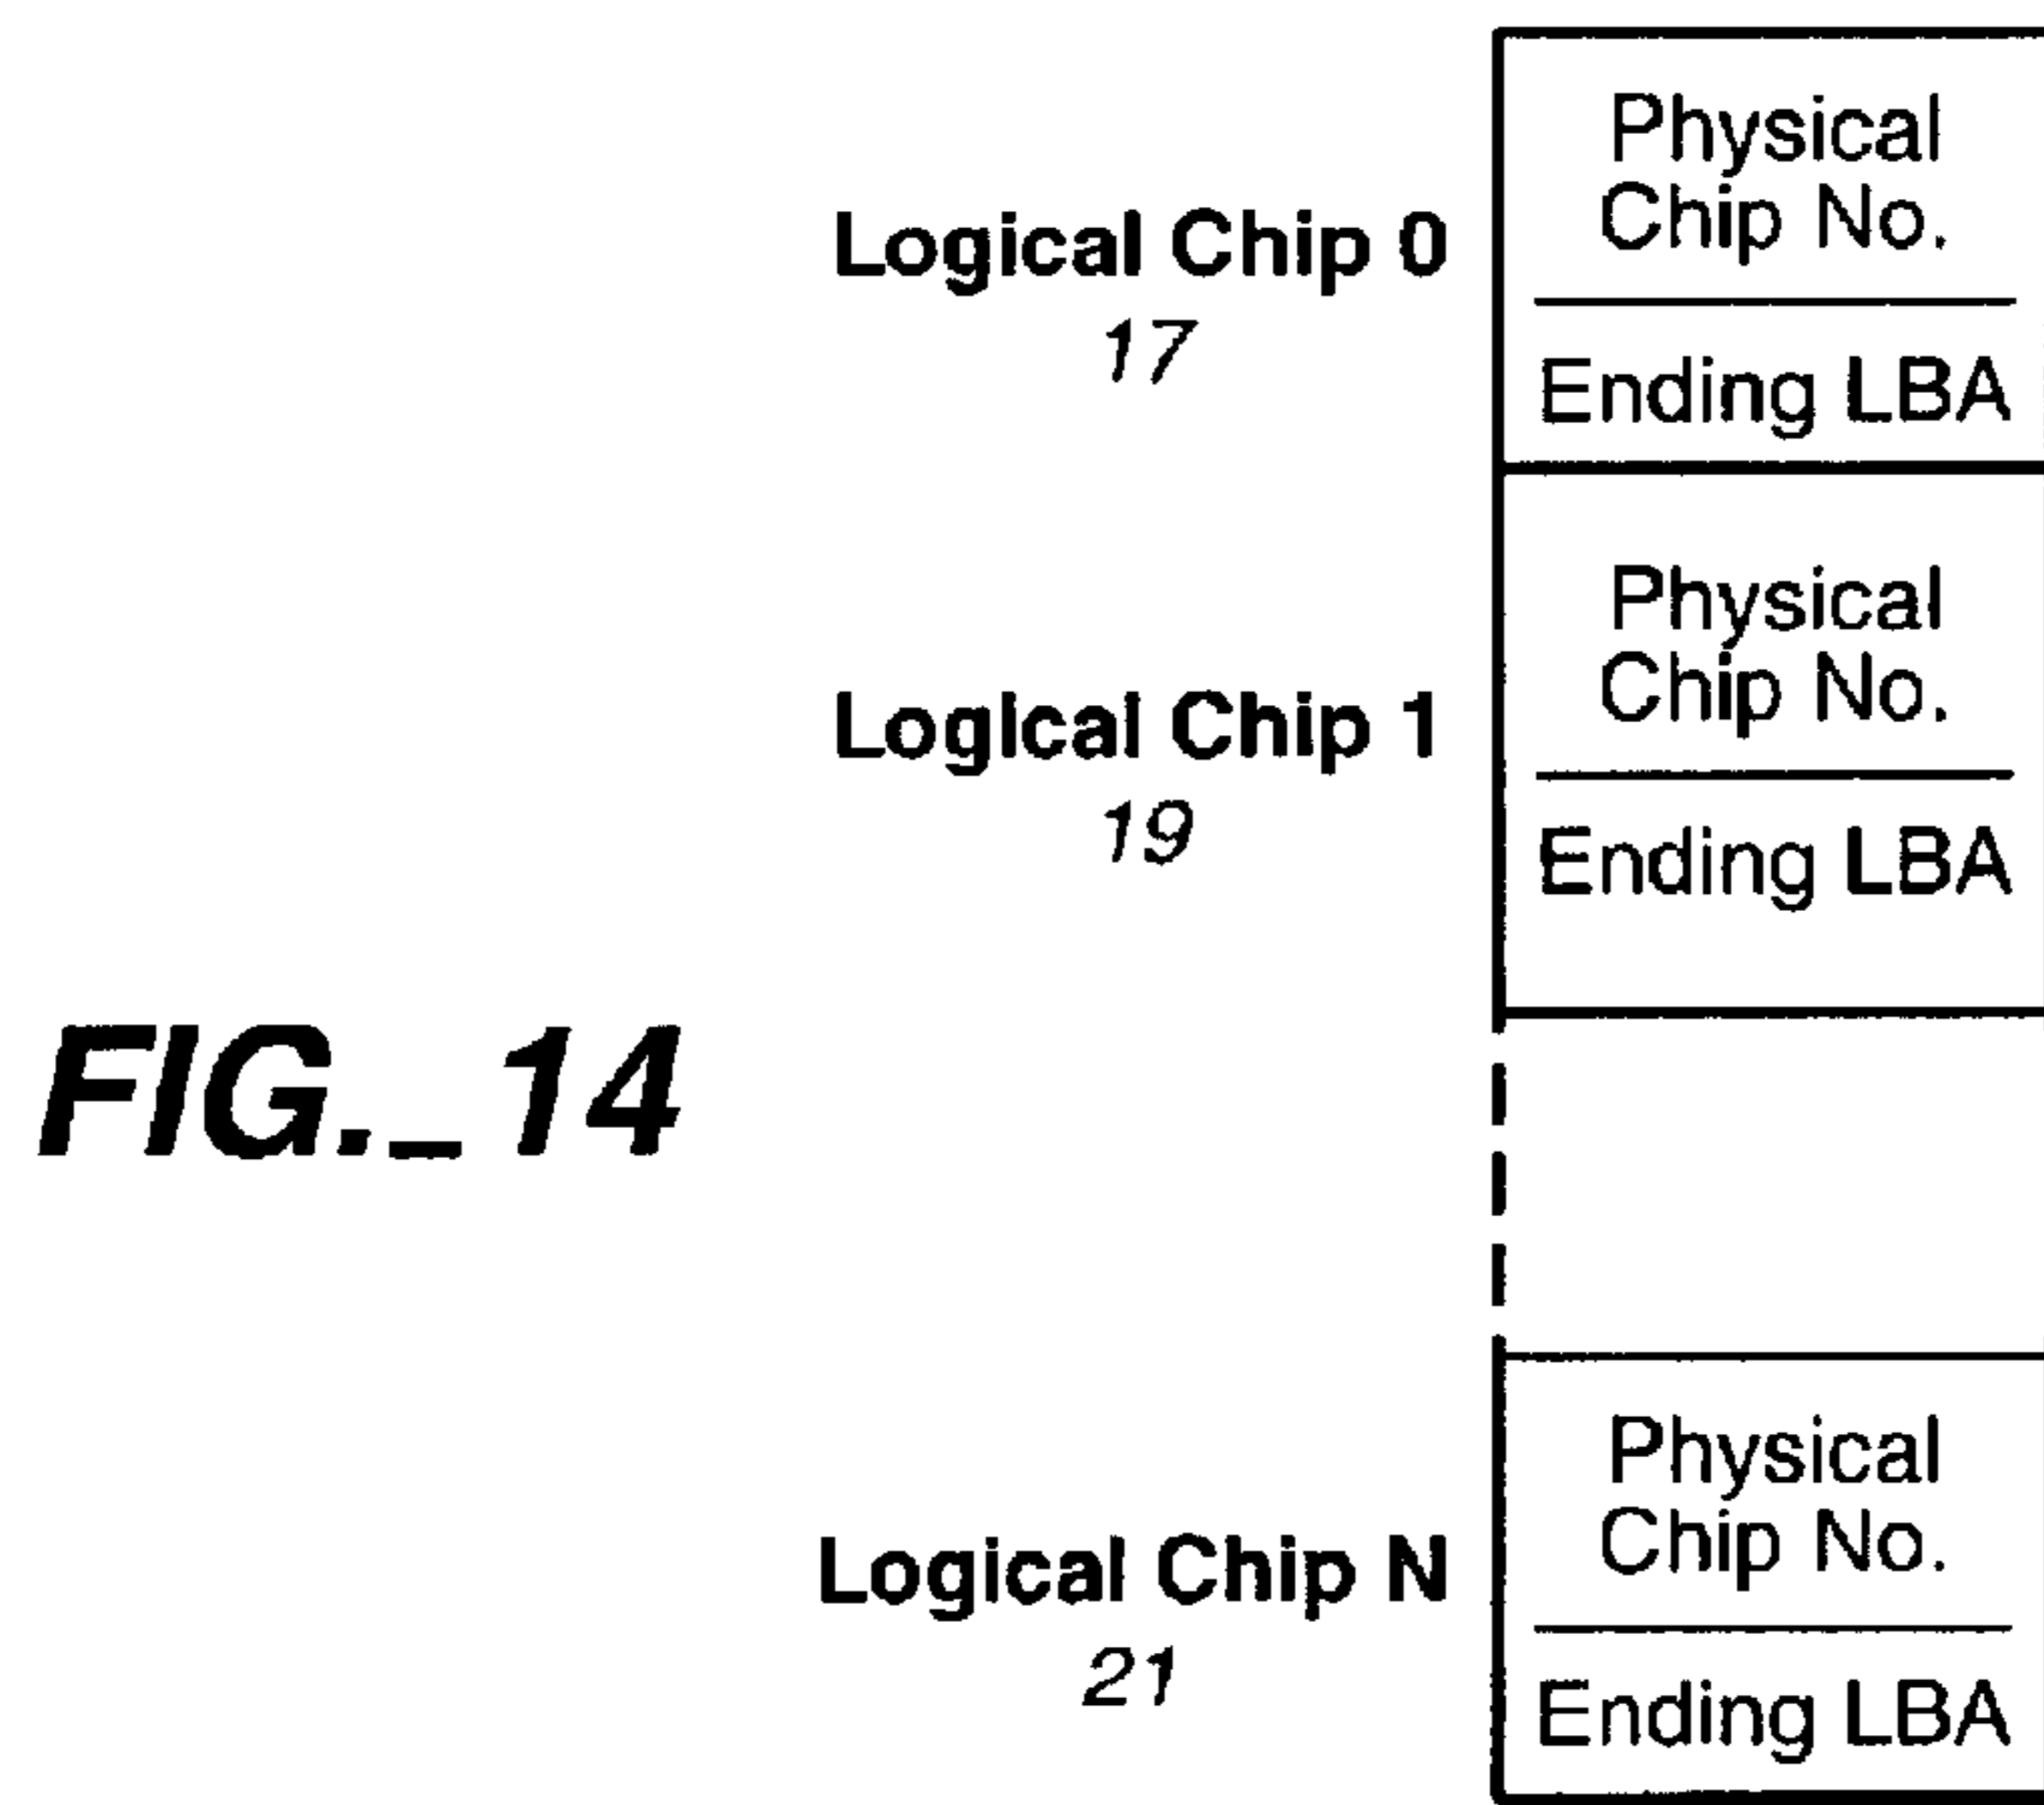 Physical
Chip No.
Logical Chip 0
17
Ending LBA
Physical
Chip No.
Logical Chip 1
19
Ending LBA
FIG._14
Physical
Chip No.
Logical Chip N
21
Ending LBA